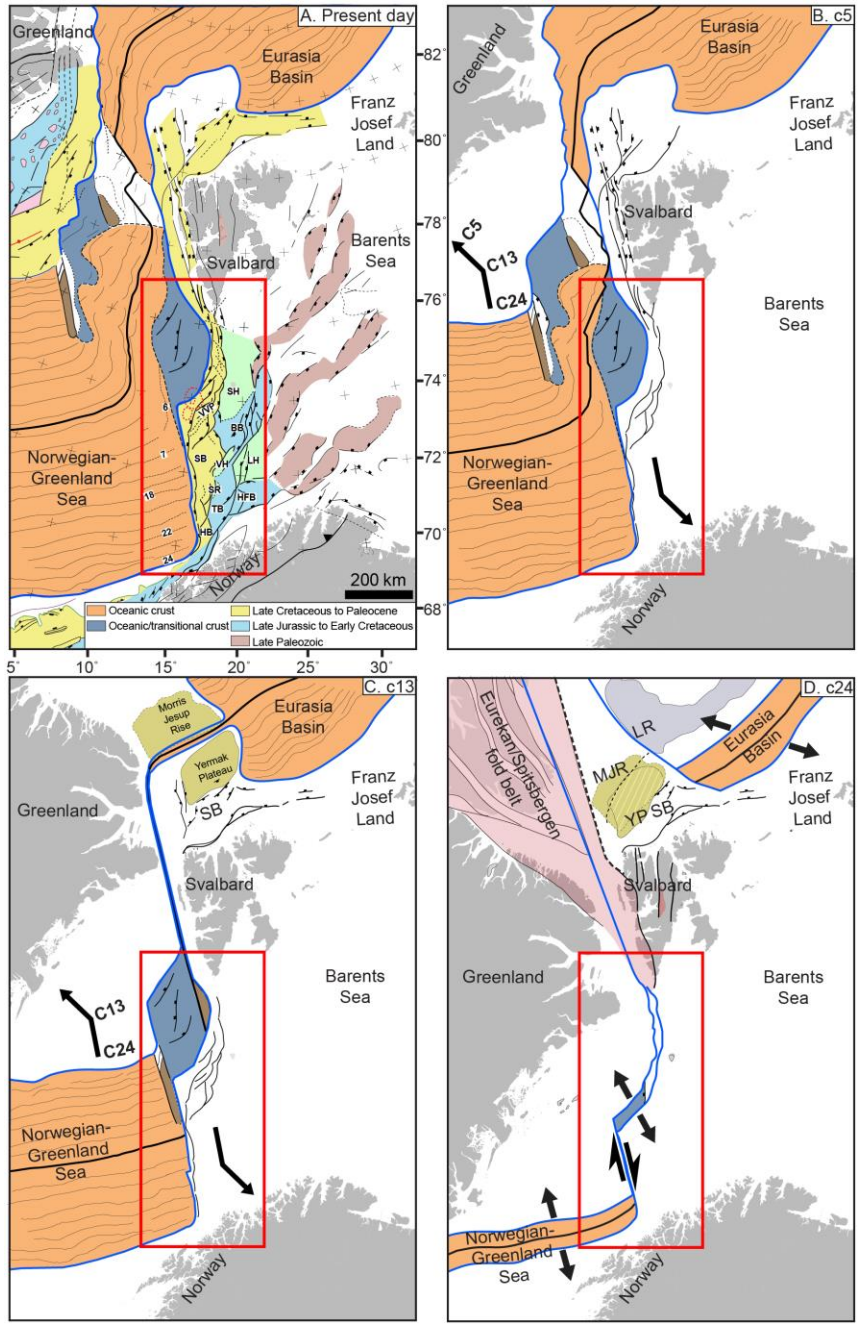 A. Present day
Greenland
Eurasia
Basin
Franz
Josef
Land
Svalbard
Barents
Sea
SH
VVP
BB
SB
VH
LH
SR
HFB
TB
HB
6
7
18
22
24
Norwegian-
Greenland
Sea
Norway
200 km
Oceanic crust
Oceanic/transitional crust
Late Cretaceous to Paleocene
Late Jurassic to Early Cretaceous
Late Paleozoic
5°
10°
15°
20°
25°
30°
82°
80°
78°
76°
74°
72°
70°
68°
B. c5
Greenland
Eurasia
Basin
Franz
Josef
Land
Svalbard
C5
C13
C24
Barents
Sea
Norwegian-
Greenland
Sea
Norway
C. c13
Morris
Jesup
Rise
Eurasia
Basin
Yermak
Plateau
SB
Greenland
Franz
Josef
Land
Svalbard
Barents
Sea
C13
C24
Norwegian-
Greenland
Sea
Norway
D. c24
Eurekan/Spitsbergen
fold belt
LR
Eurasia
Basin
MJR
YP
SB
Franz
Josef
Land
Svalbard
Greenland
Barents
Sea
Norwegian-
Greenland
Sea
Norway